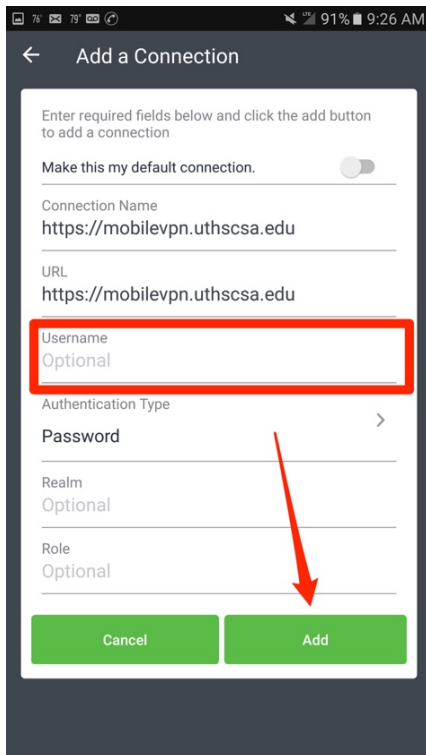 76° 79° LTE 91% 9:26 AM
Add a Connection
Enter required fields below and click the add button
to add a connection
Make this my default connection.
Connection Name
https://mobilevpn.uthscsa.edu
URL
https://mobilevpn.uthscsa.edu
Username
Optional
Authentication Type
Password
Realm
Optional
Role
Optional
Cancel Add